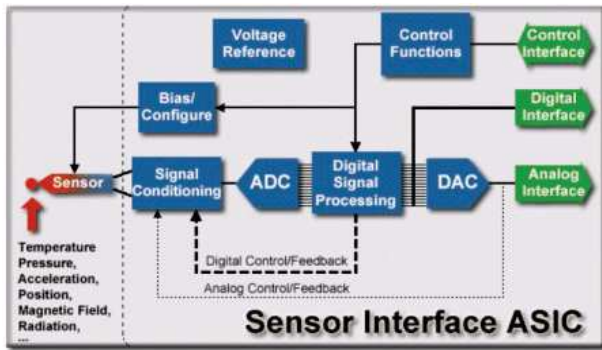 Voltage
Reference
Control
Functions
Control
Interface
Bias/
Configure
Digital
Interface
Sensor
Signal
Conditioning
ADC
Digital
Signal
Processing
DAC
Analog
Interface
Temperature
Pressure,
Acceleration,
Position,
Magnetic Field,
Radiation,
...
Digital Control/Feedback
Analog Control/Feedback
Sensor Interface ASIC